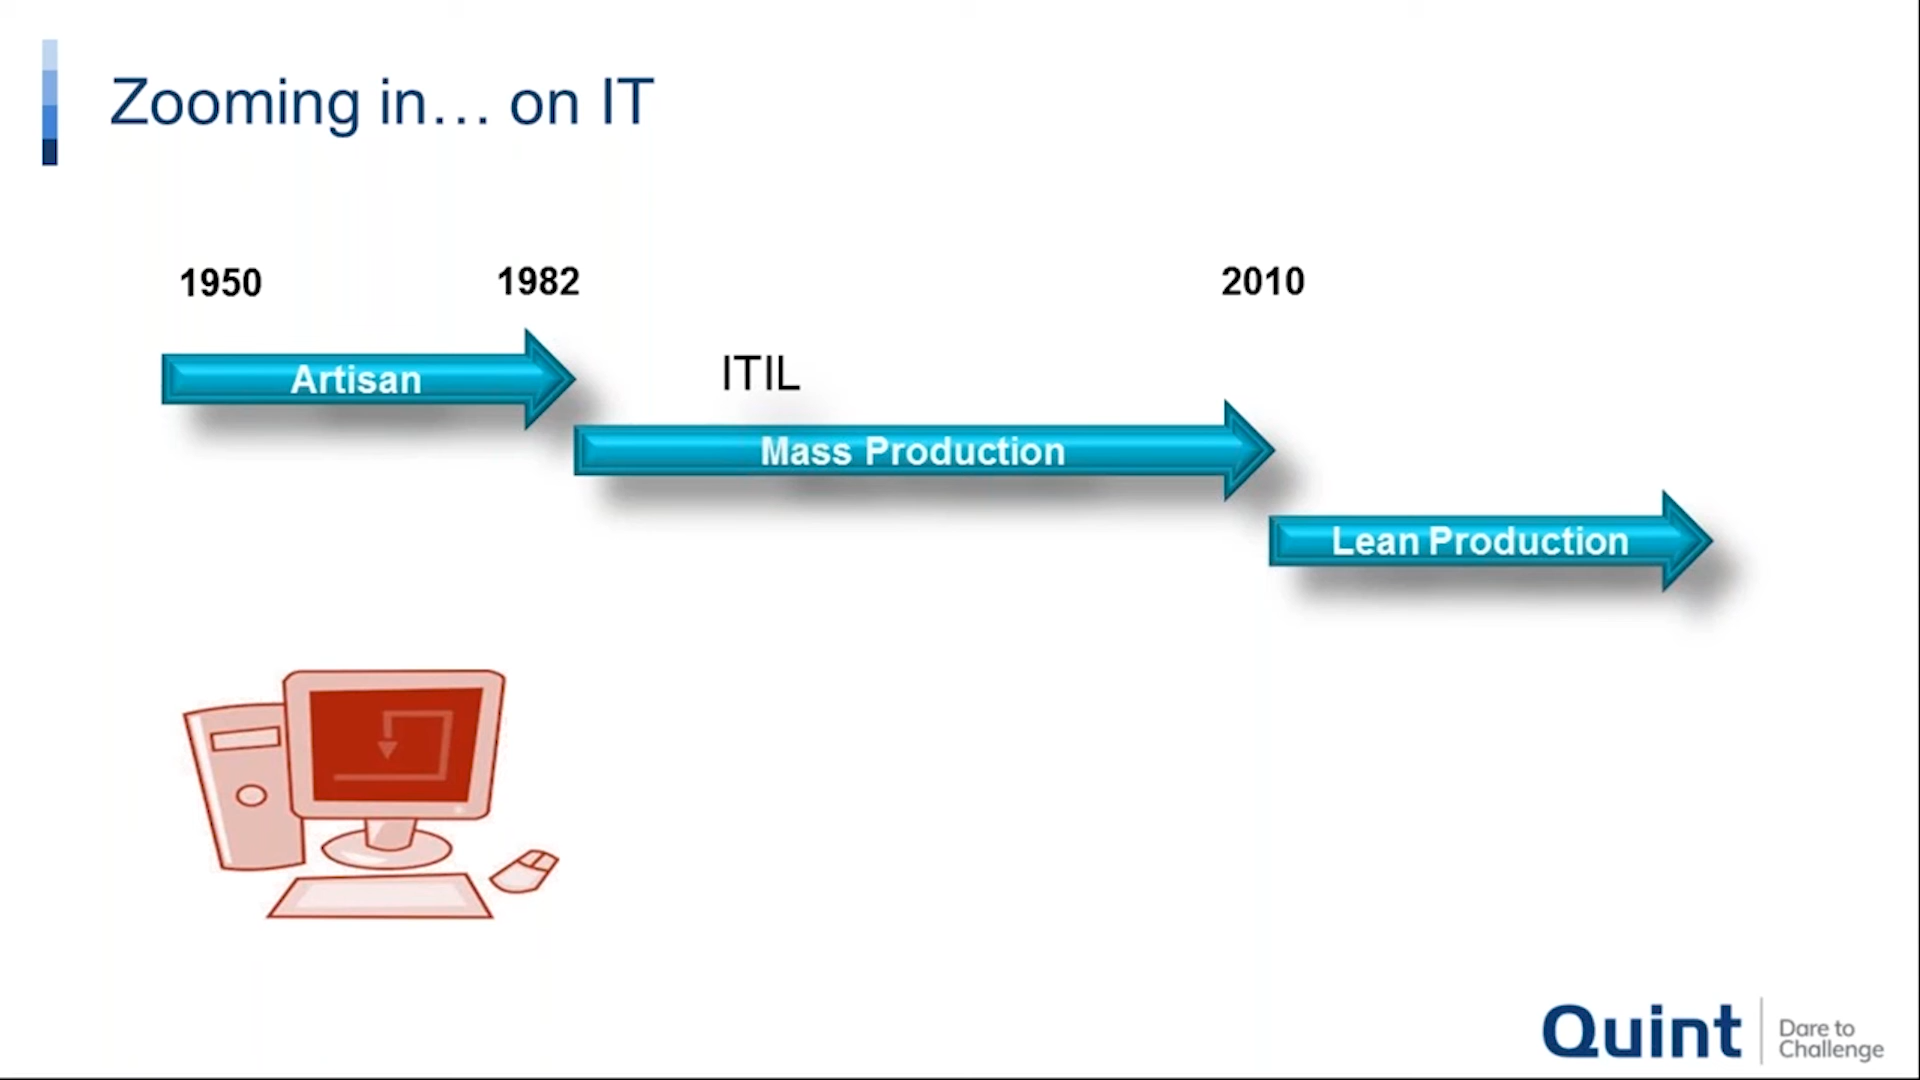 Zooming in… on IT
1950
1982
2010
Artisan
ITIL
Mass Production
Lean Production
Quint
Dare to
Challenge